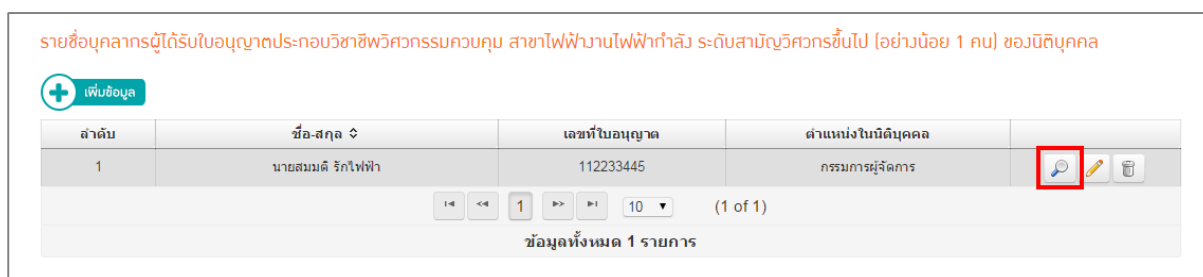 รายชื่อบุคลากรผู้ได้รับใบอนุญาตประกอบวิชาชีพวิศวกรรมควบคุม สาขาไฟฟ้างานไฟฟ้ากำลัง ระดับสามัญวิศวกรขึ้นไป (อย่างน้อย 1 คน) ของนิติบุคคล
เพิ่มข้อมูล
ลำดับ ชื่อ-สกุล เลขที่ใบอนุญาต ตำแหน่งในนิติบุคคล
1 นายสมมติ รักไฟฟ้า 112233445 กรรมการผู้จัดการ
1 10 (1 of 1)
ข้อมูลทั้งหมด 1 รายการ